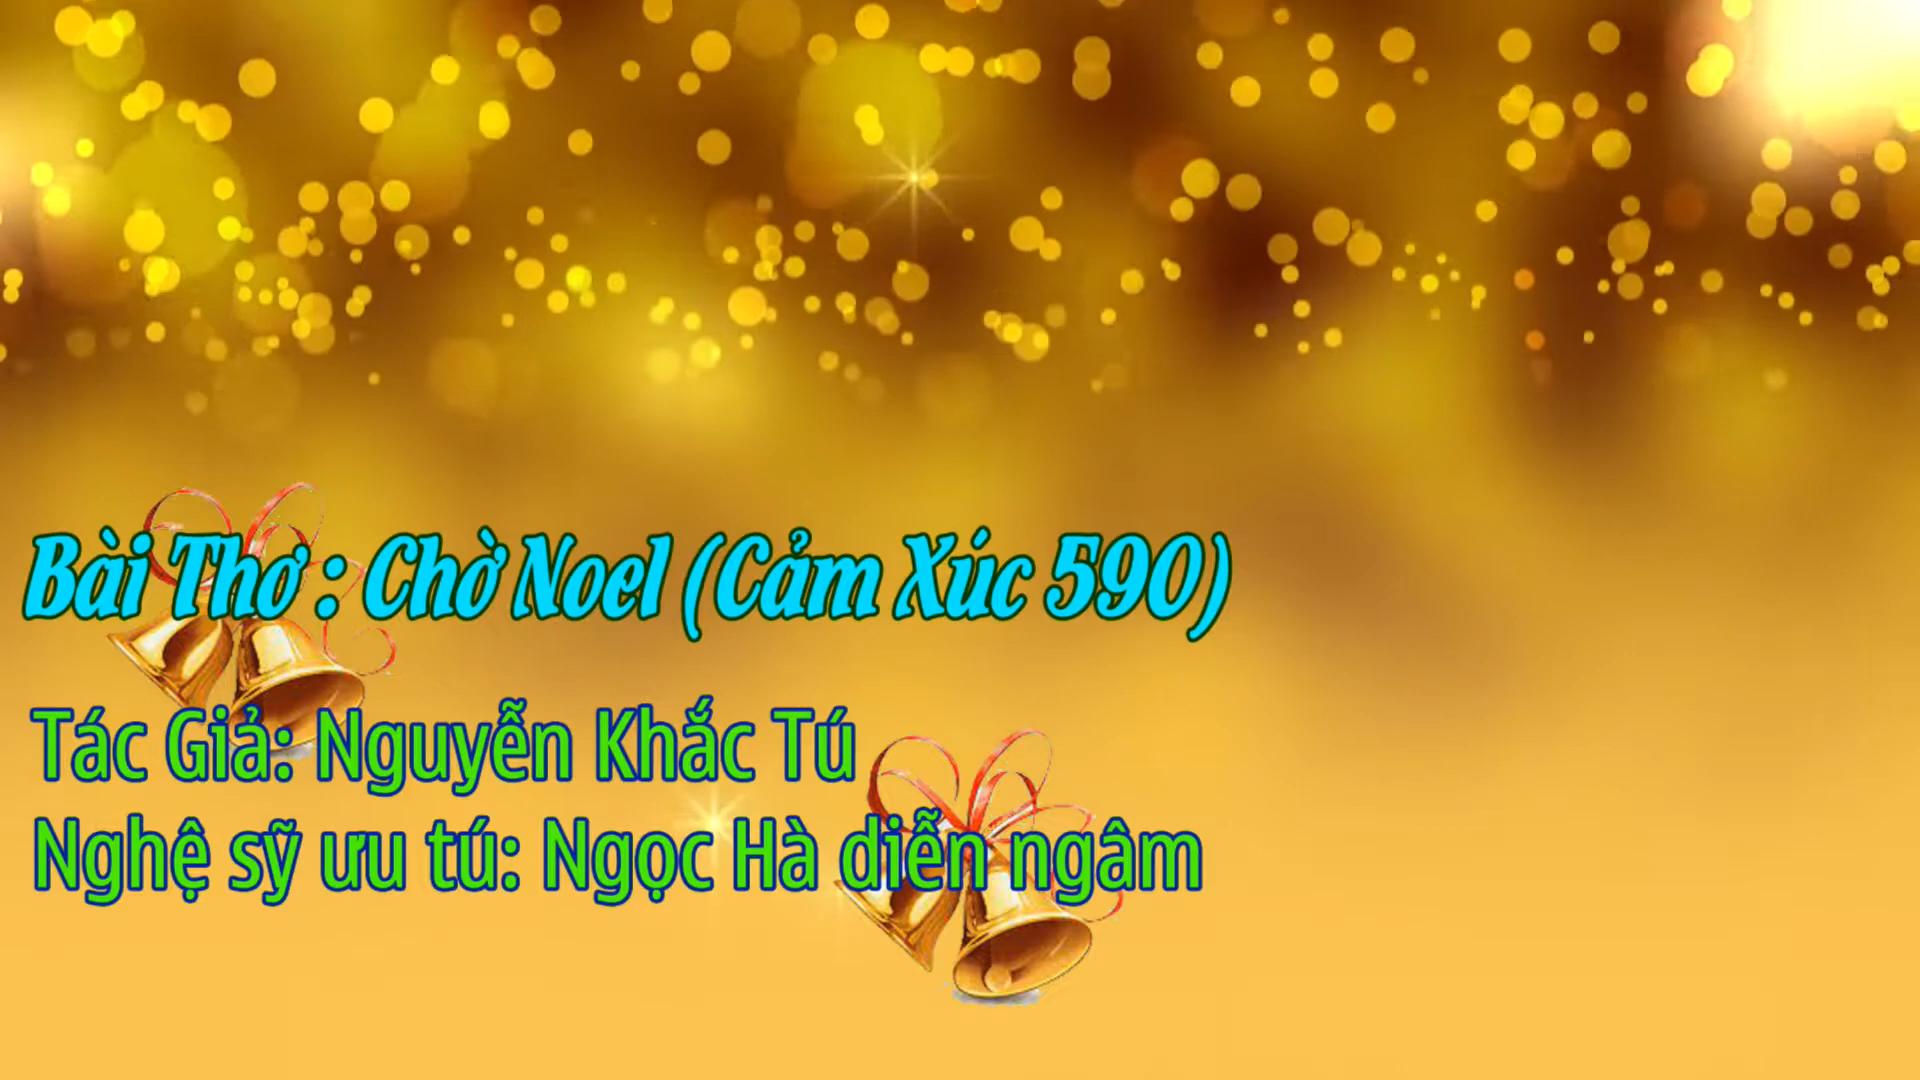 Bài Thơ : Chờ Noel (Cảm Xúc 590)
Tác Giả: Nguyễn Khắc Tú
Nghệ sỹ ưu tú: Ngọc Hà diễn ngâm